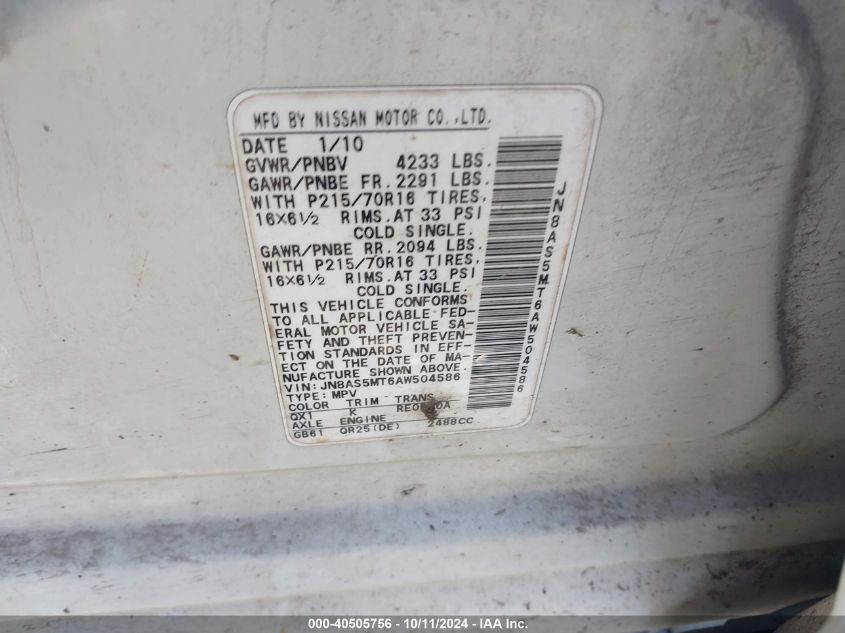 MFD BY NISSAN MOTOR CO.,LTD.
DATE 1/10
GVWR/PNBV 4233 LBS.
GAWR/PNBE FR. 2291 LBS.
WITH P215/70R16 TIRES,
16X6½ RIMS. AT 33 PSI
COLD SINGLE.
GAWR/PNBE RR. 2094 LBS.
WITH P215/70R16 TIRES,
16X6½ RIMS. AT 33 PSI
COLD SINGLE.
THIS VEHICLE CONFORMS
TO ALL APPLICABLE FED-
ERAL MOTOR VEHICLE SA-
FETY AND THEFT PREVEN-
TION STANDARDS IN EFF-
ECT ON THE DATE OF MA-
NUFACTURE SHOWN ABOVE.
VIN: JN8AS5MT6AW504586
TYPE: MPV
COLOR TRIM TRANS
QX1 K
AXLE ENGINE
GB61 QR25(DE) 2488CC
JN8AS5MT6AW504586
000-40505756 - 10/11/2024 - IAA Inc.